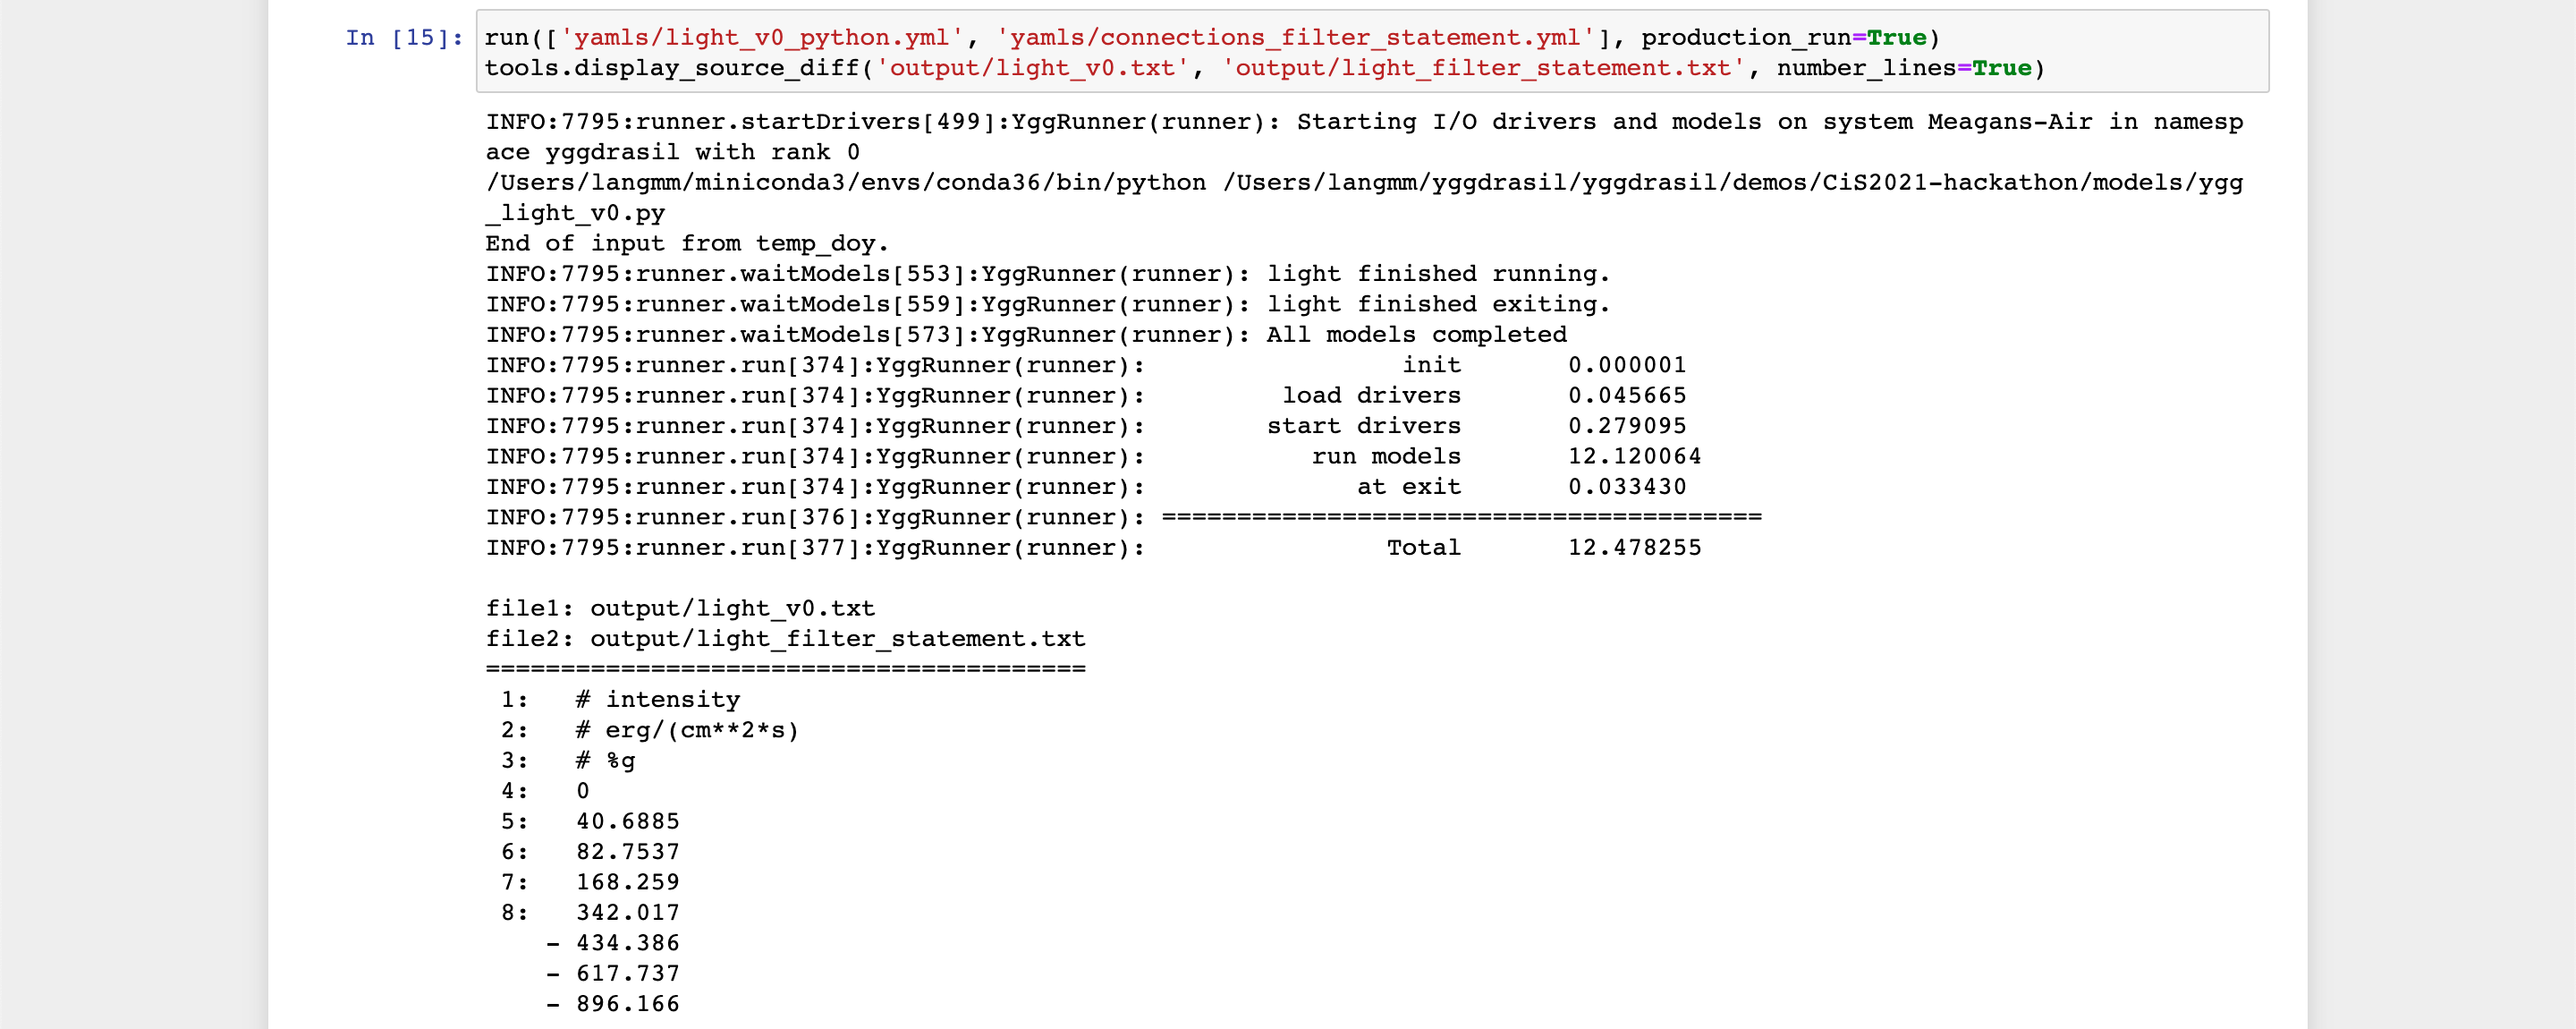 In [15]: run(['yamls/light_v0_python.yml', 'yamls/connections_filter_statement.yml'], production_run=True)
tools.display_source_diff('output/light_v0.txt', 'output/light_filter_statement.txt', number_lines=True)
INFO:7795:runner.startDrivers[499]:YggRunner(runner): Starting I/O drivers and models on system Meagans-Air in namesp
ace yggdrasil with rank 0
/Users/langmm/miniconda3/envs/conda36/bin/python /Users/langmm/yggdrasil/yggdrasil/demos/CiS2021-hackathon/models/ygg
_light_v0.py
End of input from temp_doy.
INFO:7795:runner.waitModels[553]:YggRunner(runner): light finished running.
INFO:7795:runner.waitModels[559]:YggRunner(runner): light finished exiting.
INFO:7795:runner.waitModels[573]:YggRunner(runner): All models completed
INFO:7795:runner.run[374]:YggRunner(runner):                 init       0.000001
INFO:7795:runner.run[374]:YggRunner(runner):         load drivers       0.045665
INFO:7795:runner.run[374]:YggRunner(runner):        start drivers       0.279095
INFO:7795:runner.run[374]:YggRunner(runner):           run models       12.120064
INFO:7795:runner.run[374]:YggRunner(runner):              at exit       0.033430
INFO:7795:runner.run[376]:YggRunner(runner): ========================================
INFO:7795:runner.run[377]:YggRunner(runner):                Total       12.478255
file1: output/light_v0.txt
file2: output/light_filter_statement.txt
========================================
1:   # intensity
2:   # erg/(cm**2*s)
3:   # %g
4:   0
5:   40.6885
6:   82.7537
7:   168.259
8:   342.017
- 434.386
- 617.737
- 896.166